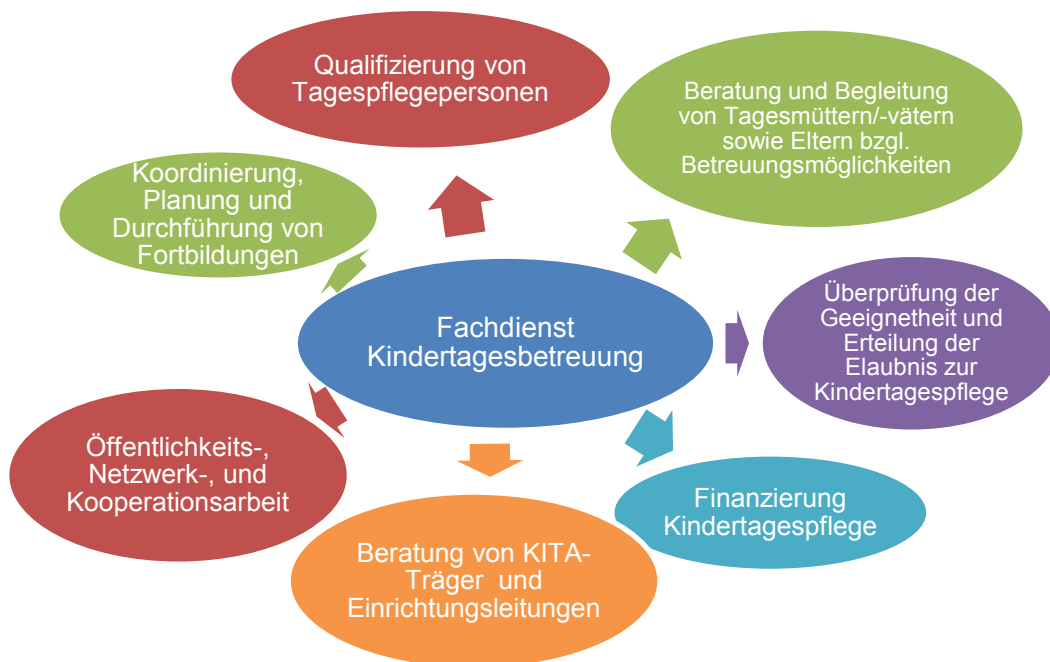 Qualifizierung von
Tagespflegepersonen
Beratung und Begleitung
von Tagesmüttern/-vätern
sowie Eltern bzgl.
Betreuungsmöglichkeiten
Koordinierung,
Planung und
Durchführung von
Fortbildungen
Fachdienst
Kindertagesbetreuung
Überprüfung der
Geeignetheit und
Erteilung der
Elaubnis zur
Kindertagespflege
Öffentlichkeits-,
Netzwerk-, und
Kooperationsarbeit
Finanzierung
Kindertagespflege
Beratung von KITA-
Träger und
Einrichtungsleitungen